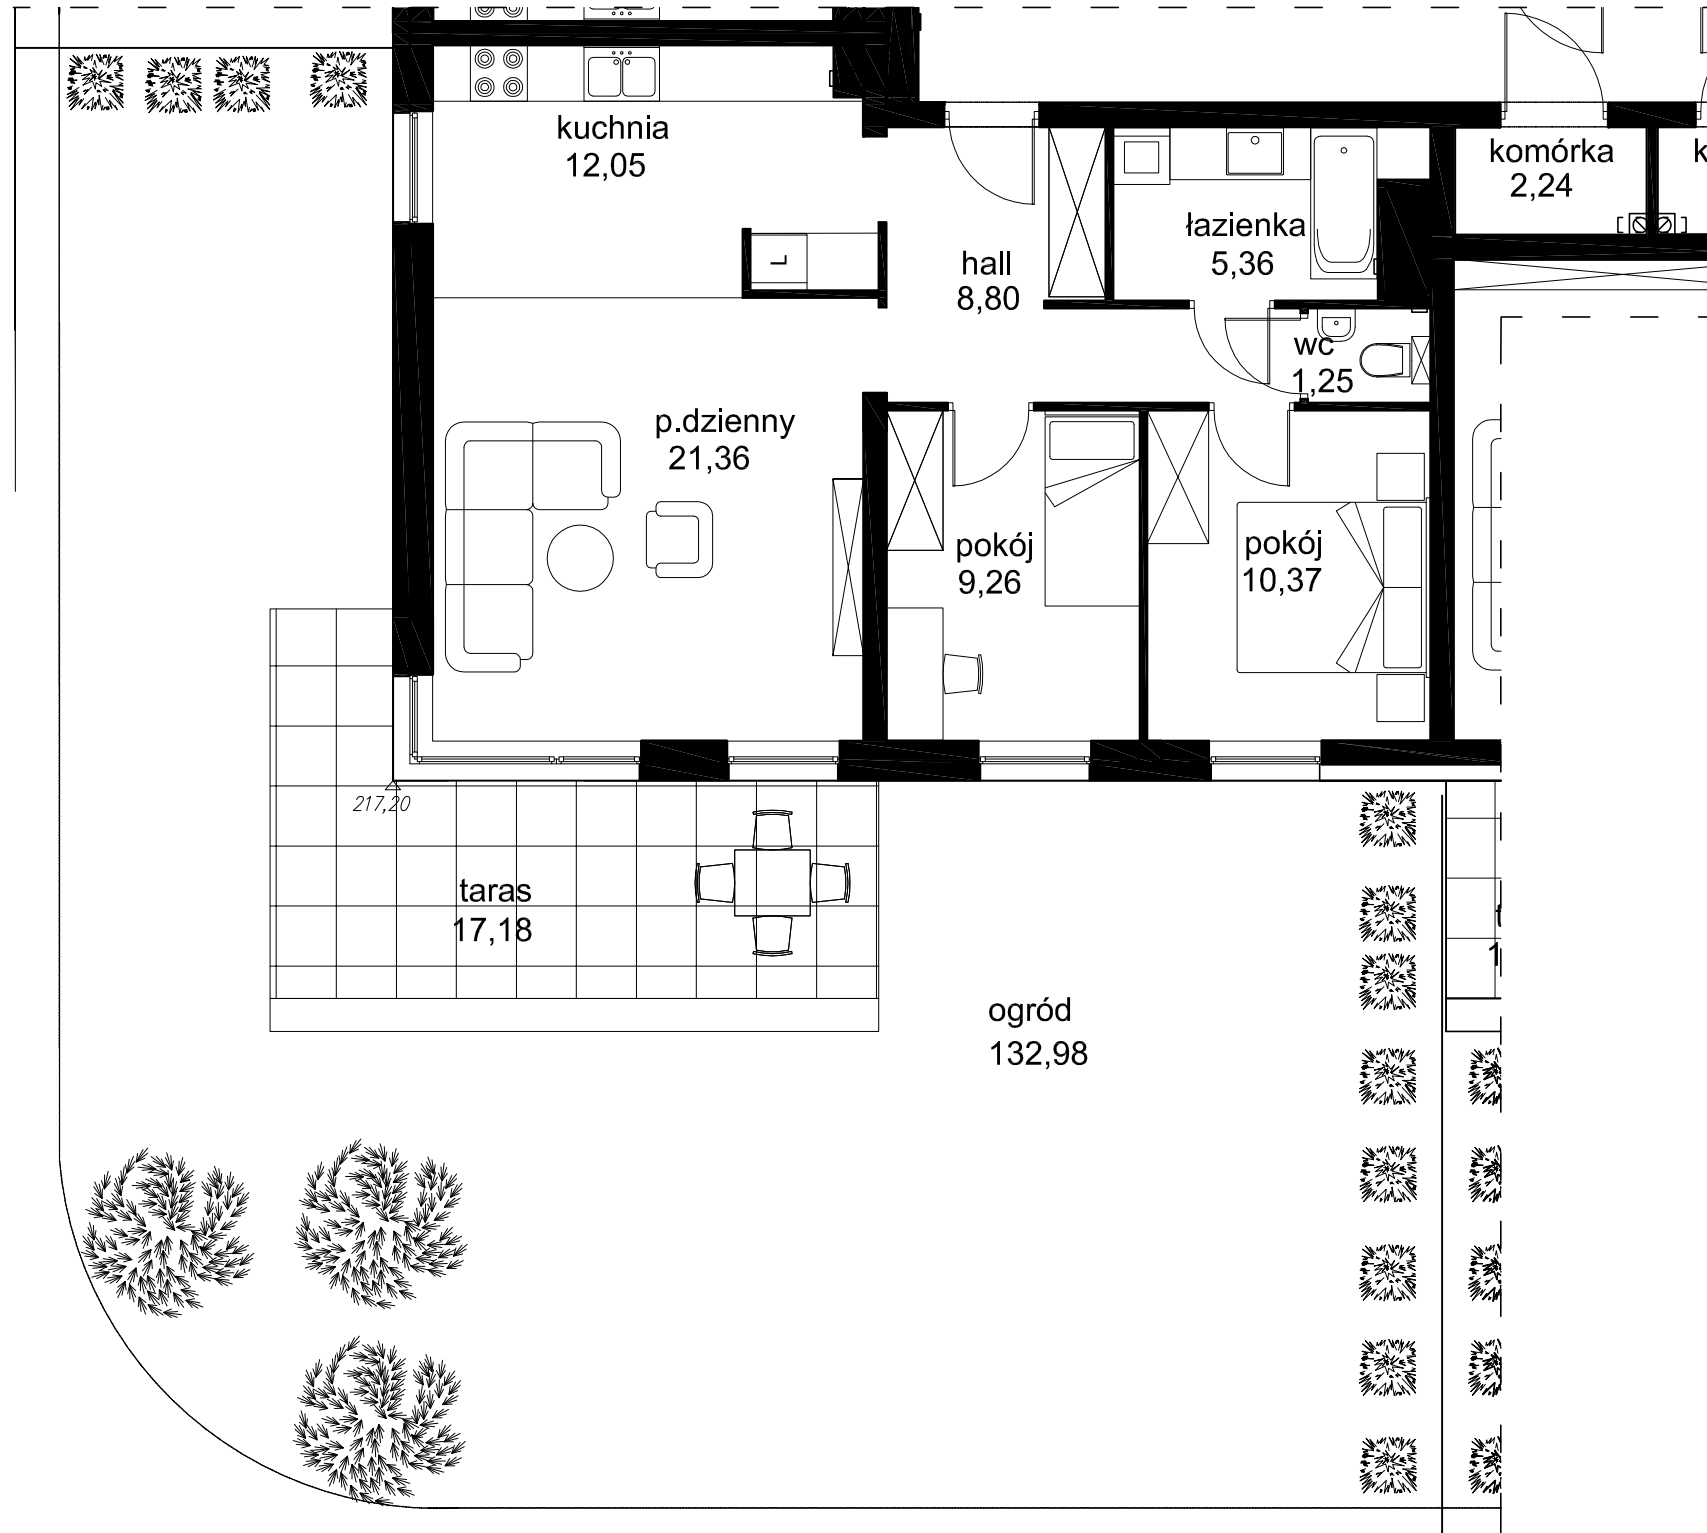 kuchnia
12,05
komórka
2,24
k
łazienka
5,36
hall
8,80
L
wc
1,25
p.dzienny
21,36
pokój
9,26
pokój
10,37
217,20
taras
17,18
ogród
132,98